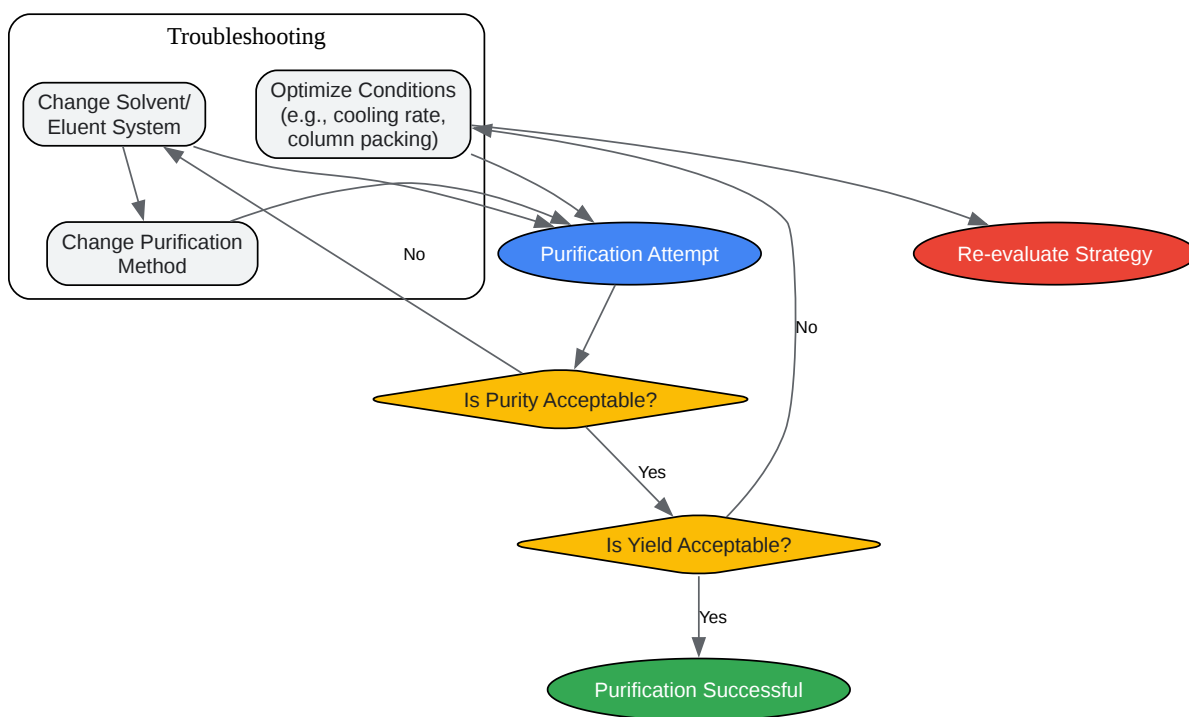 Troubleshooting
Change Solvent/
Eluent System
Optimize Conditions
(e.g., cooling rate,
column packing)
Change Purification
Method
No
Purification Attempt
Re-evaluate Strategy
No
Is Purity Acceptable?
Yes
Is Yield Acceptable?
Yes
Purification Successful